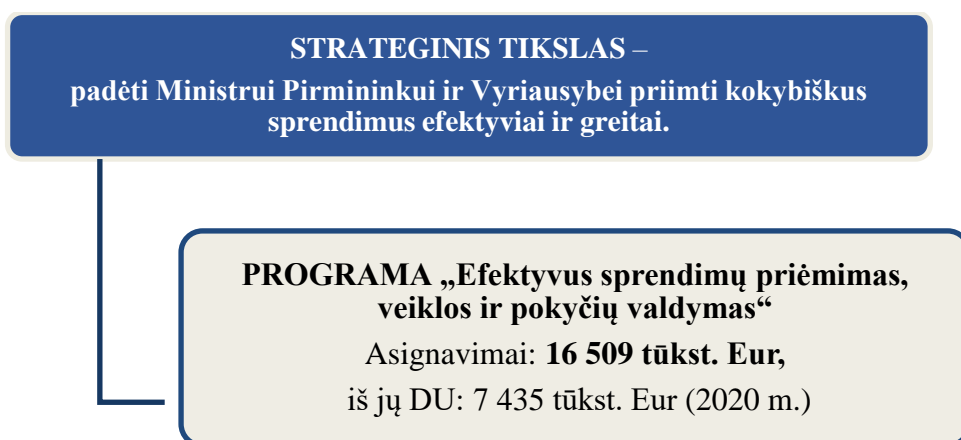 STRATEGINIS TIKSLAS –
padėti Ministrui Pirmininkui ir Vyriausybei priimti kokybiškus
sprendimus efektyviai ir greitai.
PROGRAMA „Efektyvus sprendimų priėmimas,
veiklos ir pokyčių valdymas“
Asignavimai: 16 509 tūkst. Eur,
iš jų DU: 7 435 tūkst. Eur (2020 m.)